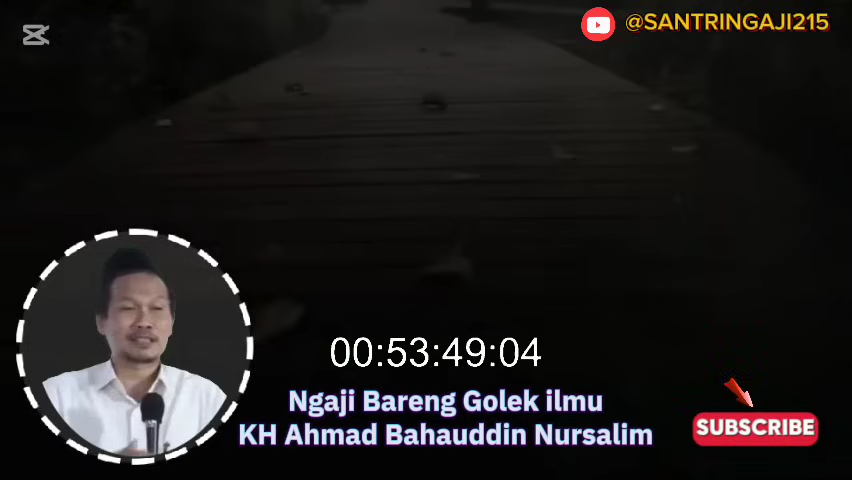 @SANTRINGAJI215
00:53:49:04
Ngaji Bareng Golek ilmu
KH Ahmad Bahauddin Nursalim
SUBSCRIBE